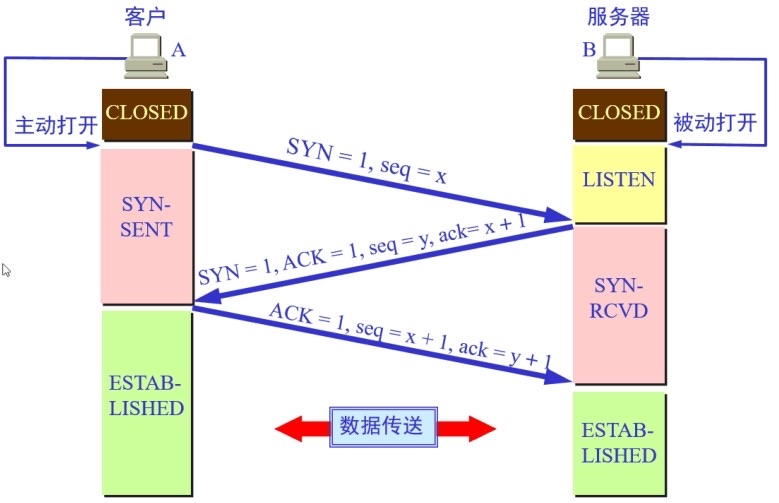 客户
服务器
A
B
CLOSED
CLOSED
主动打开
被动打开
SYN = 1, seq = x
LISTEN
SYN-
SENT
SYN = 1, ACK = 1, seq = y, ack= x + 1
SYN-
RCVD
ACK = 1, seq = x + 1, ack = y + 1
ESTAB-
LISHED
数据传送
ESTAB-
LISHED